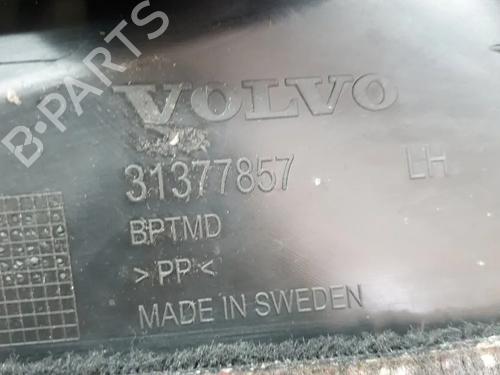 B-PARTS
VOLVO
31377857 LH
BPTMD
> PP <
MADE IN SWEDEN